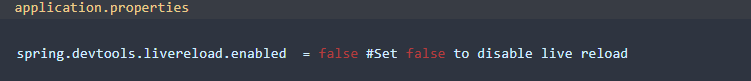 application.properties
spring.devtools.livereload.enabled  = false #Set false to disable live reload